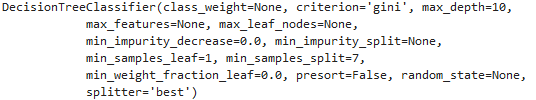 DecisionTreeClassifier(class_weight=None, criterion='gini', max_depth=10,
max_features=None, max_leaf_nodes=None,
min_impurity_decrease=0.0, min_impurity_split=None,
min_samples_leaf=1, min_samples_split=7,
min_weight_fraction_leaf=0.0, presort=False, random_state=None,
splitter='best')